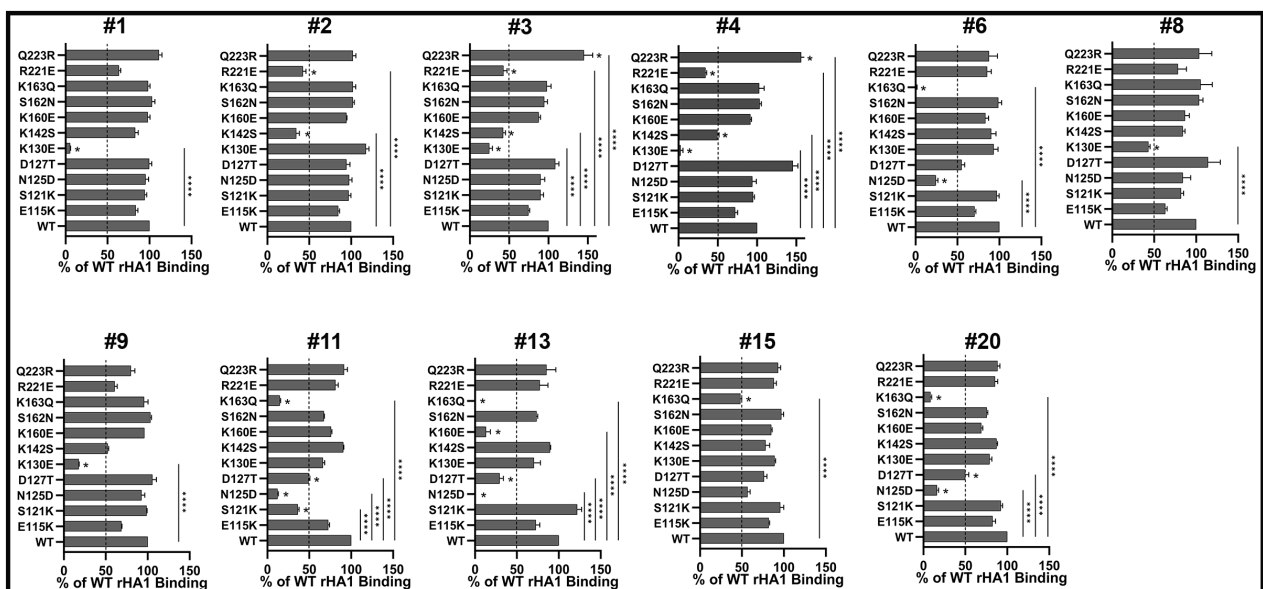 #1
Q223R
R221E
K163Q
S162N
K160E
K142S
K130E
D127T
N125D
S121K
E115K
WT
*
****
0 50 100 150
% of WT rHA1 Binding
#2
Q223R
R221E
K163Q
S162N
K160E
K142S
K130E
D127T
N125D
S121K
E115K
WT
*
*
****
****
0 50 100 150
% of WT rHA1 Binding
#3
Q223R
R221E
K163Q
S162N
K160E
K142S
K130E
D127T
N125D
S121K
E115K
WT
*
*
*
*
****
****
****
****
0 50 100 150
% of WT rHA1 Binding
#4
Q223R
R221E
K163Q
S162N
K160E
K142S
K130E
D127T
N125D
S121K
E115K
WT
*
*
*
*
****
****
****
****
0 50 100 150
% of WT rHA1 Binding
#6
Q223R
R221E
K163Q
S162N
K160E
K142S
K130E
D127T
N125D
S121K
E115K
WT
*
*
****
****
0 50 100 150
% of WT rHA1 Binding
#8
Q223R
R221E
K163Q
S162N
K160E
K142S
K130E
D127T
N125D
S121K
E115K
WT
*
****
0 50 100 150
% of WT rHA1 Binding
#9
Q223R
R221E
K163Q
S162N
K160E
K142S
K130E
D127T
N125D
S121K
E115K
WT
*
****
0 50 100 150
% of WT rHA1 Binding
#11
Q223R
R221E
K163Q
S162N
K160E
K142S
K130E
D127T
N125D
S121K
E115K
WT
*
*
*
*
****
****
****
****
0 50 100 150
% of WT rHA1 Binding
#13
Q223R
R221E
K163Q
S162N
K160E
K142S
K130E
D127T
N125D
S121K
E115K
WT
*
*
*
*
****
****
****
****
0 50 100 150
% of WT rHA1 Binding
#15
Q223R
R221E
K163Q
S162N
K160E
K142S
K130E
D127T
N125D
S121K
E115K
WT
*
****
0 50 100 150
% of WT rHA1 Binding
#20
Q223R
R221E
K163Q
S162N
K160E
K142S
K130E
D127T
N125D
S121K
E115K
WT
*
*
*
****
****
****
0 50 100 150
% of WT rHA1 Binding